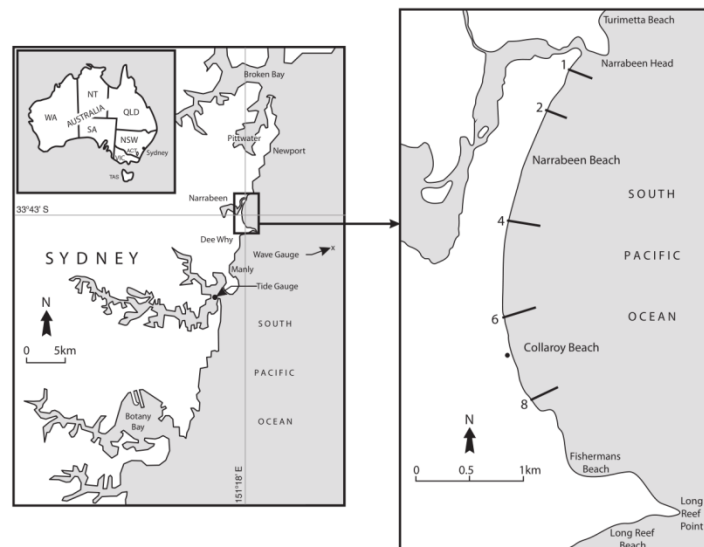 WA
NT
AUSTRALIA
QLD
SA
NSW
ACT
VIC
Sydney
TAS
Broken Bay
Pittwater
Newport
Narrabeen
33°43' S
Dee Why
SYDNEY
Wave Gauge
x
Manly
Tide Gauge
N
0 5km
SOUTH
PACIFIC
OCEAN
Botany
Bay
151°18' E
Turimetta Beach
Narrabeen Head
1
2
Narrabeen Beach
SOUTH
4
PACIFIC
6
OCEAN
Collaroy Beach
8
N
0 0.5 1km
Fishermans
Beach
Long
Reef
Point
Long Reef
Beach